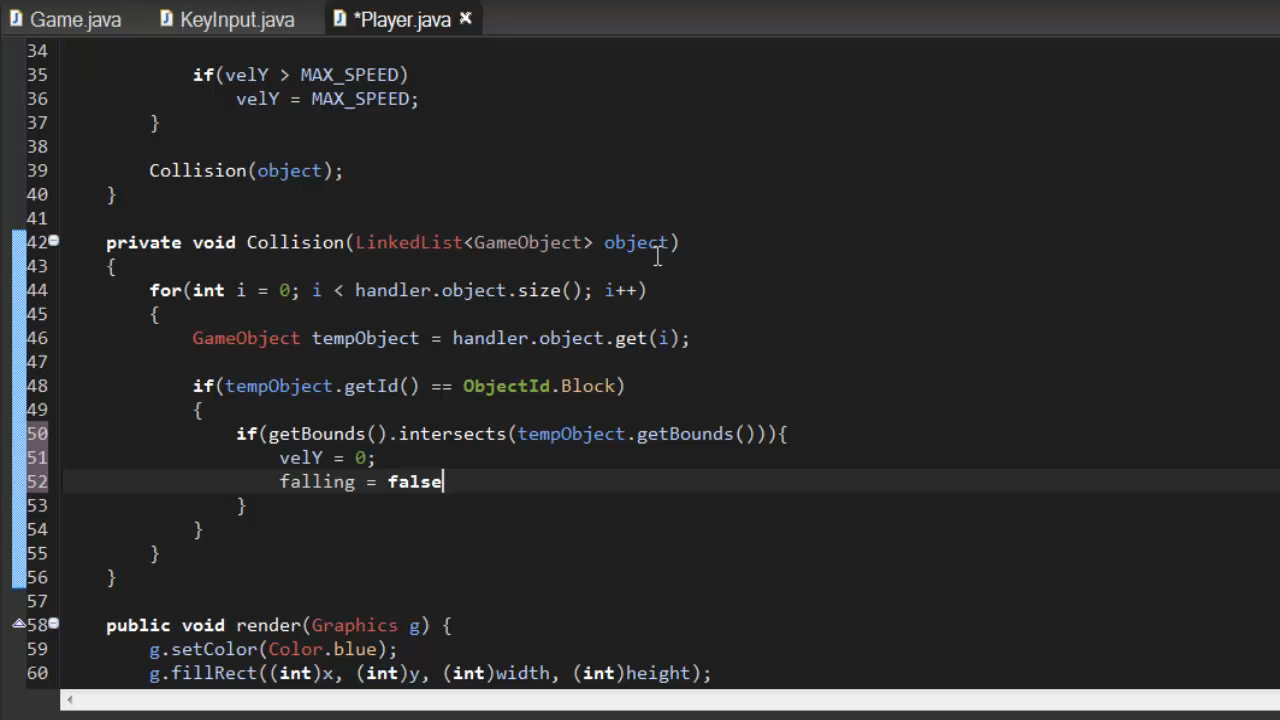 Game.java KeyInput.java *Player.java
34
35 if(velY > MAX_SPEED)
36 velY = MAX_SPEED;
37 }
38
39 Collision(object);
40 }
41
42 private void Collision(LinkedList<GameObject> object)
43 {
44 for(int i = 0; i < handler.object.size(); i++)
45 {
46 GameObject tempObject = handler.object.get(i);
47
48 if(tempObject.getId() == ObjectId.Block)
49 {
50 if(getBounds().intersects(tempObject.getBounds())){
51 velY = 0;
52 falling = false
53 }
54 }
55 }
56 }
57
58 public void render(Graphics g) {
59 g.setColor(Color.blue);
60 g.fillRect((int)x, (int)y, (int)width, (int)height);